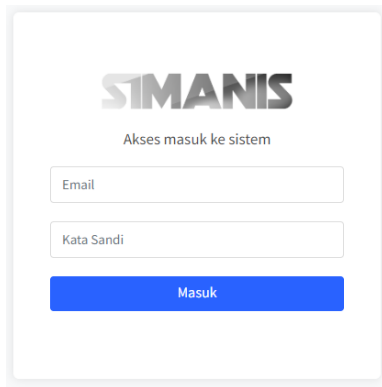 SIMANIS
Akses masuk ke sistem
Email
Kata Sandi
Masuk